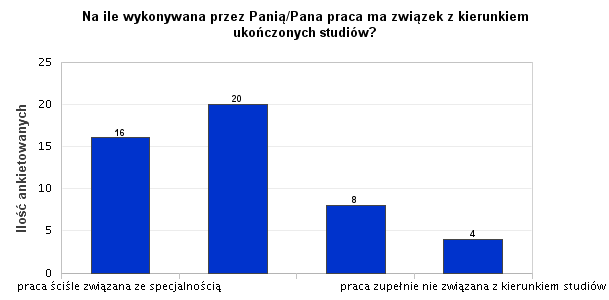 Na ile wykonywana przez Panią/Pana praca ma związek z kierunkiem
ukończonych studiów?
Ilość ankietowanych
25
20
15
10
5
0
16
20
8
4
praca ściśle związana ze specjalnością
praca zupełnie nie związana z kierunkiem studiów